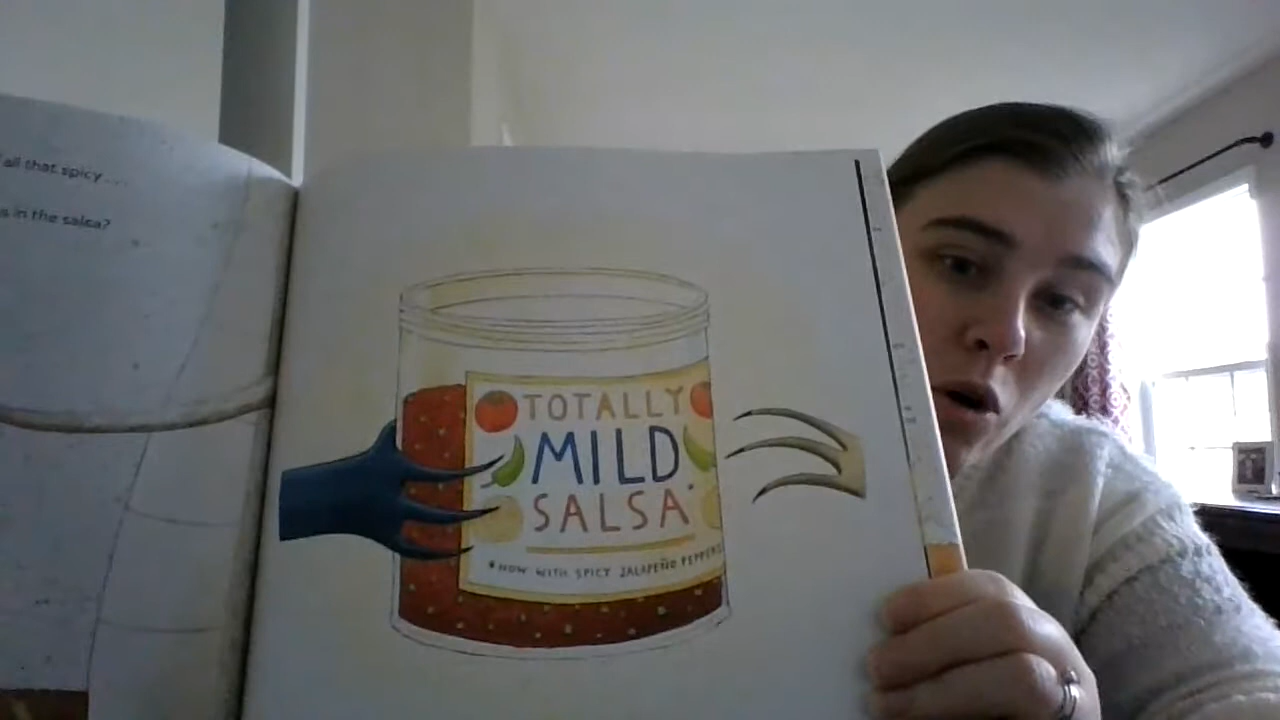 all that spicy . . .
in the salsa?
TOTALLY
MILD
SALSA*
*NOW WITH SPICY JALAPEÑO PEPPERS